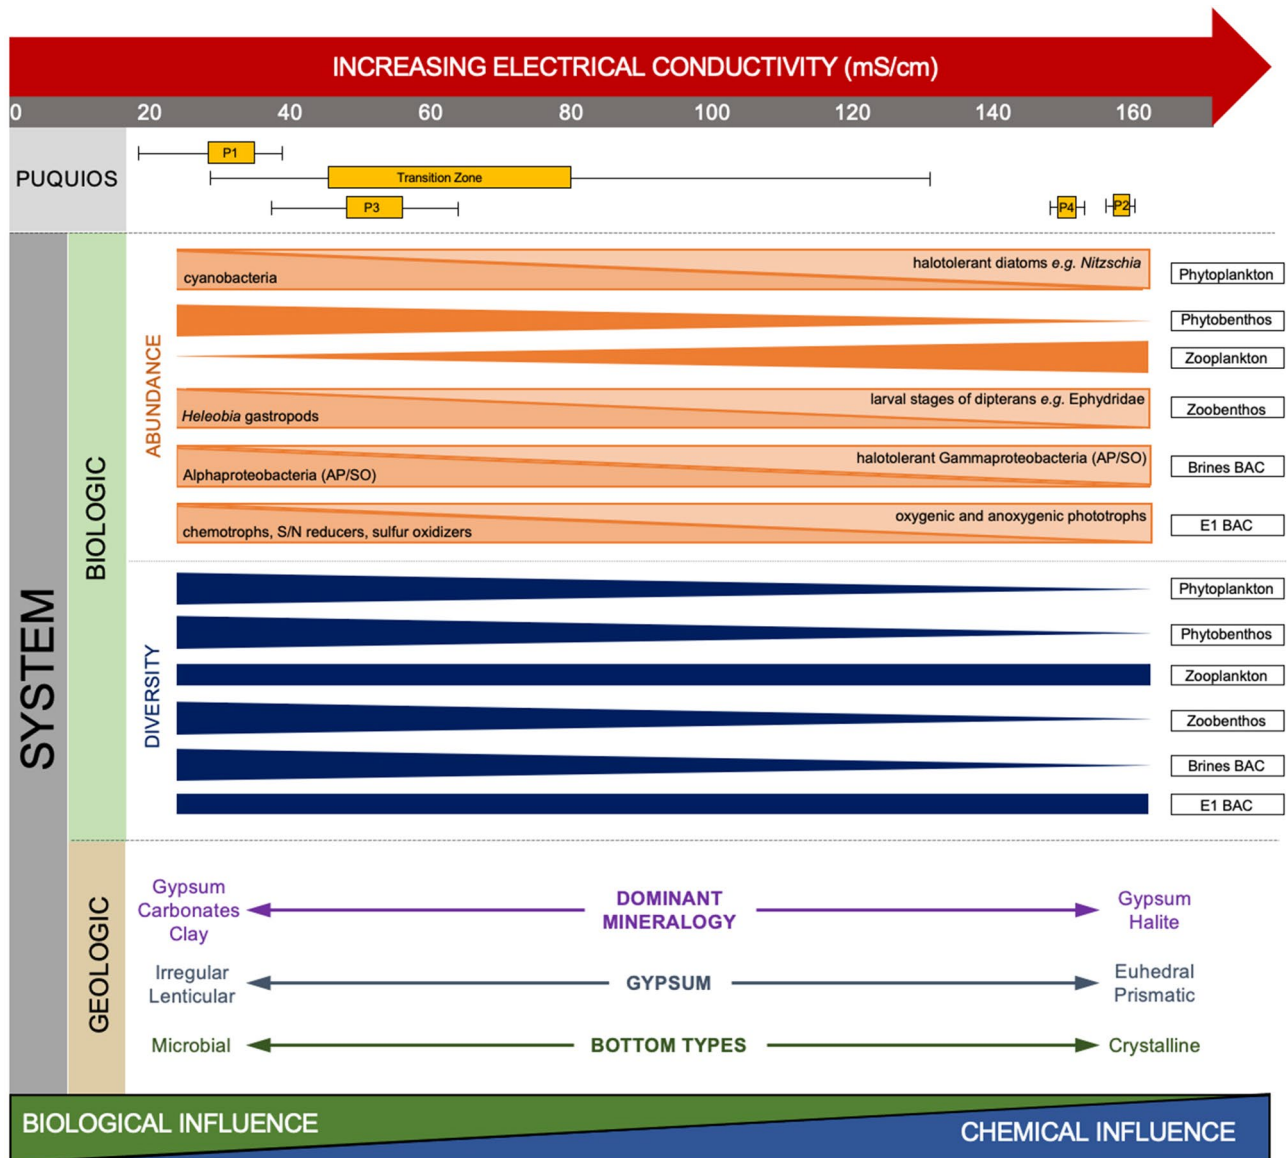 INCREASING ELECTRICAL CONDUCTIVITY (mS/cm)
0 20 40 60 80 100 120 140 160
PUQUIOS
P1
Transition Zone
P3
P4
P2
SYSTEM
BIOLOGIC
ABUNDANCE
cyanobacteria
halotolerant diatoms e.g. Nitzschia
Phytoplankton
Phytobenthos
Zooplankton
Heleobia gastropods
larval stages of dipterans e.g. Ephydridae
Zoobenthos
Alphaproteobacteria (AP/SO)
halotolerant Gammaproteobacteria (AP/SO)
Brines BAC
chemotrophs, S/N reducers, sulfur oxidizers
oxygenic and anoxygenic phototrophs
E1 BAC
DIVERSITY
Phytoplankton
Phytobenthos
Zooplankton
Zoobenthos
Brines BAC
E1 BAC
GEOLOGIC
Gypsum
Carbonates
Clay
DOMINANT
MINERALOGY
Gypsum
Halite
Irregular
Lenticular
GYPSUM
Euhedral
Prismatic
Microbial
BOTTOM TYPES
Crystalline
BIOLOGICAL INFLUENCE
CHEMICAL INFLUENCE